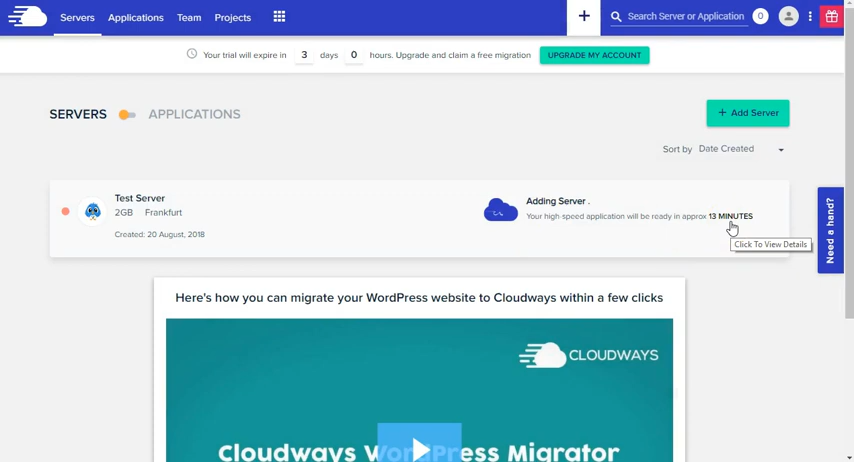 Servers Applications Team Projects + Search Server or Application 0
Your trial will expire in 3 days 0 hours. Upgrade and claim a free migration UPGRADE MY ACCOUNT
SERVERS APPLICATIONS + Add Server
Sort by Date Created
Test Server
2GB Frankfurt
Created: 20 August, 2018
Adding Server .
Your high speed application will be ready in approx 13 MINUTES
Click To View Details
Need a hand?
Here's how you can migrate your WordPress website to Cloudways within a few clicks
CLOUDWAYS
Cloudways WordPress Migrator